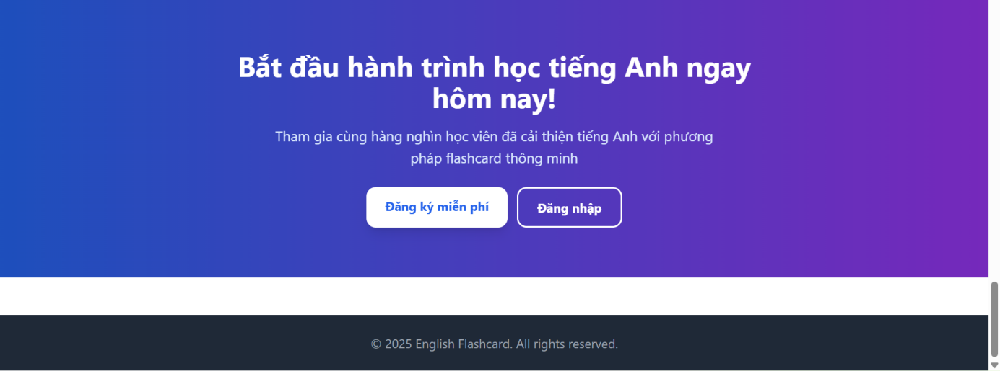 Bắt đầu hành trình học tiếng Anh ngay
hôm nay!
Tham gia cùng hàng nghìn học viên đã cải thiện tiếng Anh với phương
pháp flashcard thông minh
Đăng ký miễn phí
Đăng nhập
© 2025 English Flashcard. All rights reserved.